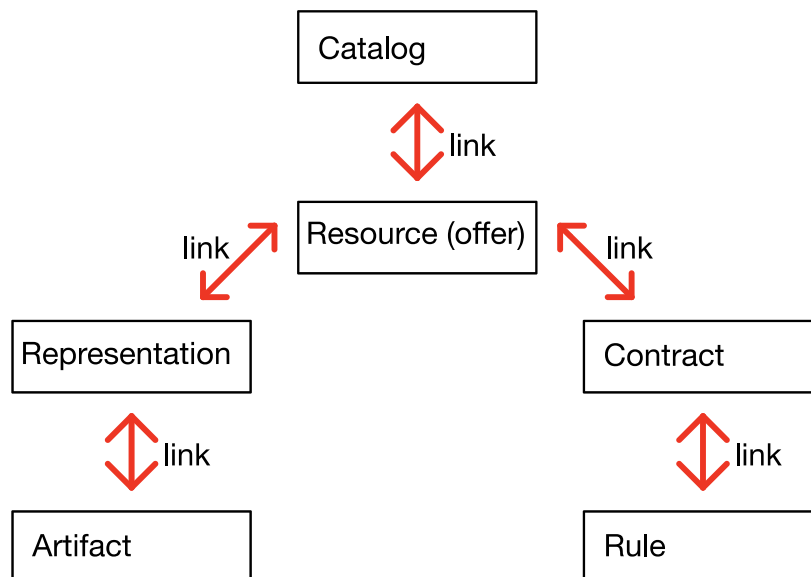 Catalog
link
Resource (offer)
link
link
Representation
Contract
link
link
Artifact
Rule